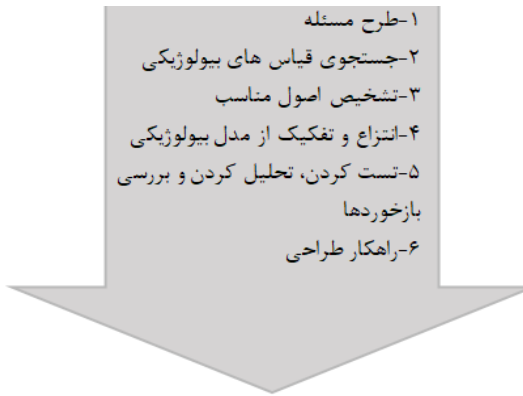 ۱-طرح مسئله
۲-جستجوی قیاس های بیولوژیکی
۳-تشخیص اصول مناسب
۴-انتزاع و تفکیک از مدل بیولوژیکی
۵-تست کردن، تحلیل کردن و بررسی
بازخوردها
۶-راهکار طراحی